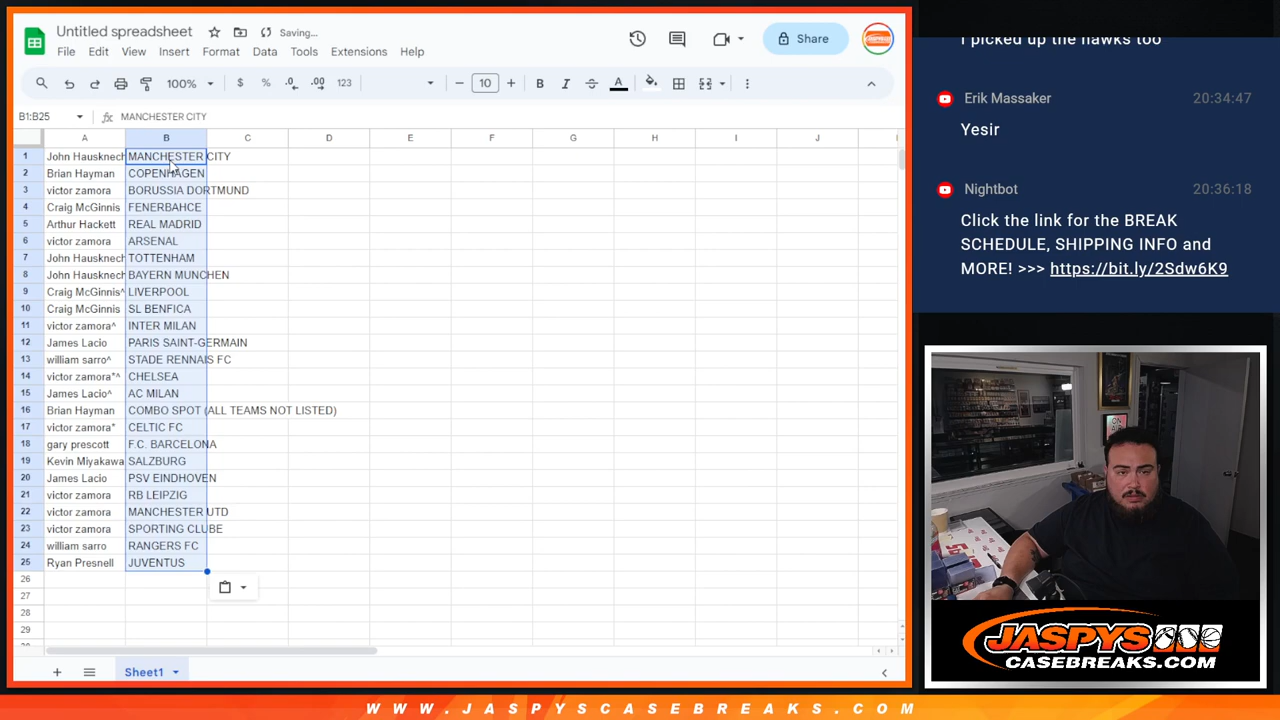 Untitled spreadsheet Saving...
File Edit View Insert Format Data Tools Extensions Help
Share
100% $ % .0 .00 123 10 B I A
B1:B25 fx MANCHESTER CITY
A B C D E F G H I J
1 John Hausknech MANCHESTER CITY
2 Brian Hayman COPENHAGEN
3 victor zamora BORUSSIA DORTMUND
4 Craig McGinnis FENERBAHCE
5 Arthur Hackett REAL MADRID
6 victor zamora ARSENAL
7 John Hausknech TOTTENHAM
8 John Hausknech BAYERN MUNCHEN
9 Craig McGinnis^ LIVERPOOL
10 Craig McGinnis SL BENFICA
11 victor zamora^ INTER MILAN
12 James Lacio PARIS SAINT-GERMAIN
13 william sarro^ STADE RENNAIS FC
14 victor zamora*^ CHELSEA
15 James Lacio^ AC MILAN
16 Brian Hayman COMBO SPOT (ALL TEAMS NOT LISTED)
17 victor zamora* CELTIC FC
18 gary prescott F.C. BARCELONA
19 Kevin Miyakawa SALZBURG
20 James Lacio PSV EINDHOVEN
21 victor zamora RB LEIPZIG
22 victor zamora MANCHESTER UTD
23 victor zamora SPORTING CLUBE
24 william sarro RANGERS FC
25 Ryan Presnell JUVENTUS
26
27
28
29
Sheet1
I picked up the hawks too
Erik Massaker 20:34:47
Yesir
Nightbot 20:36:18
Click the link for the BREAK
SCHEDULE, SHIPPING INFO and
MORE! >>> https://bit.ly/2Sdw6K9
ON AIR
JASPYS
CASEBREAKS.COM
WWW.JASPYSCASEBREAKS.COM